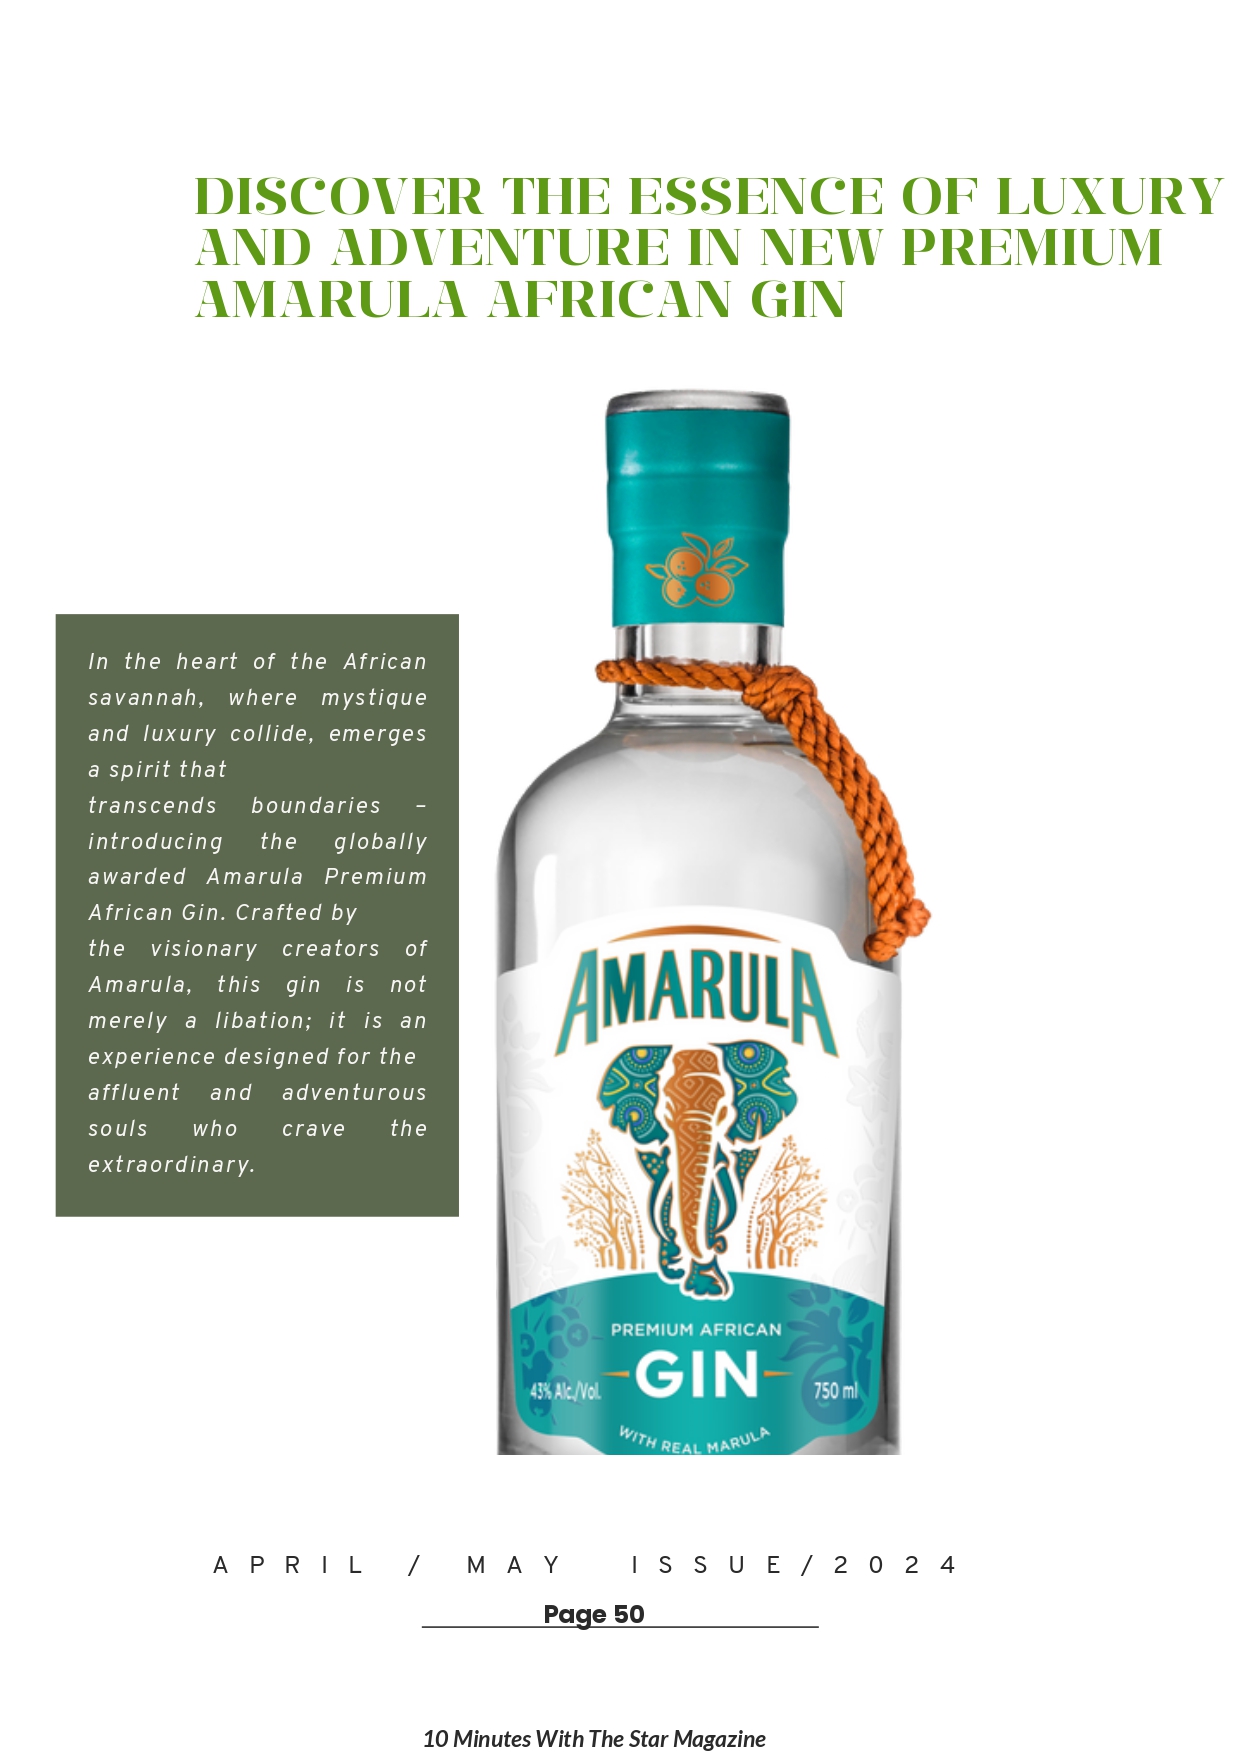 DISCOVER THE ESSENCE OF LUXURY
AND ADVENTURE IN NEW PREMIUM
AMARULA AFRICAN GIN
In the heart of the African
savannah, where mystique
and luxury collide, emerges
a spirit that
transcends boundaries –
introducing the globally
awarded Amarula Premium
African Gin. Crafted by
the visionary creators of
Amarula, this gin is not
merely a libation; it is an
experience designed for the
affluent and adventurous
souls who crave the
extraordinary.
AMARULA
PREMIUM AFRICAN
GIN
43% Alc./Vol.
750 ml
WITH REAL MARULA
APRIL / MAY ISSUE/2024
Page 50
10 Minutes With The Star Magazine